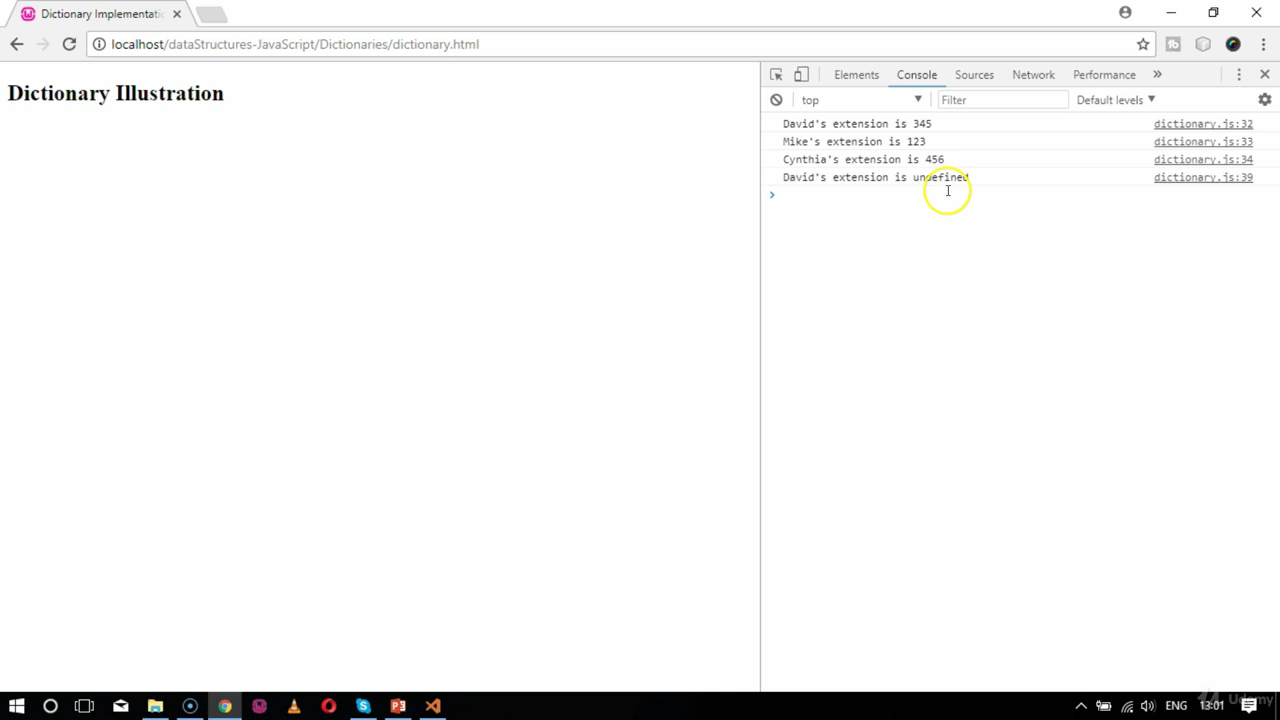 Dictionary Implementatio
localhost/dataStructures-JavaScript/Dictionaries/dictionary.html
Dictionary Illustration
Elements Console Sources Network Performance »
top Filter Default levels
David's extension is 345 dictionary.js:32
Mike's extension is 123 dictionary.js:33
Cynthia's extension is 456 dictionary.js:34
David's extension is undefined dictionary.js:39
>
ENG 13:01
Udemy